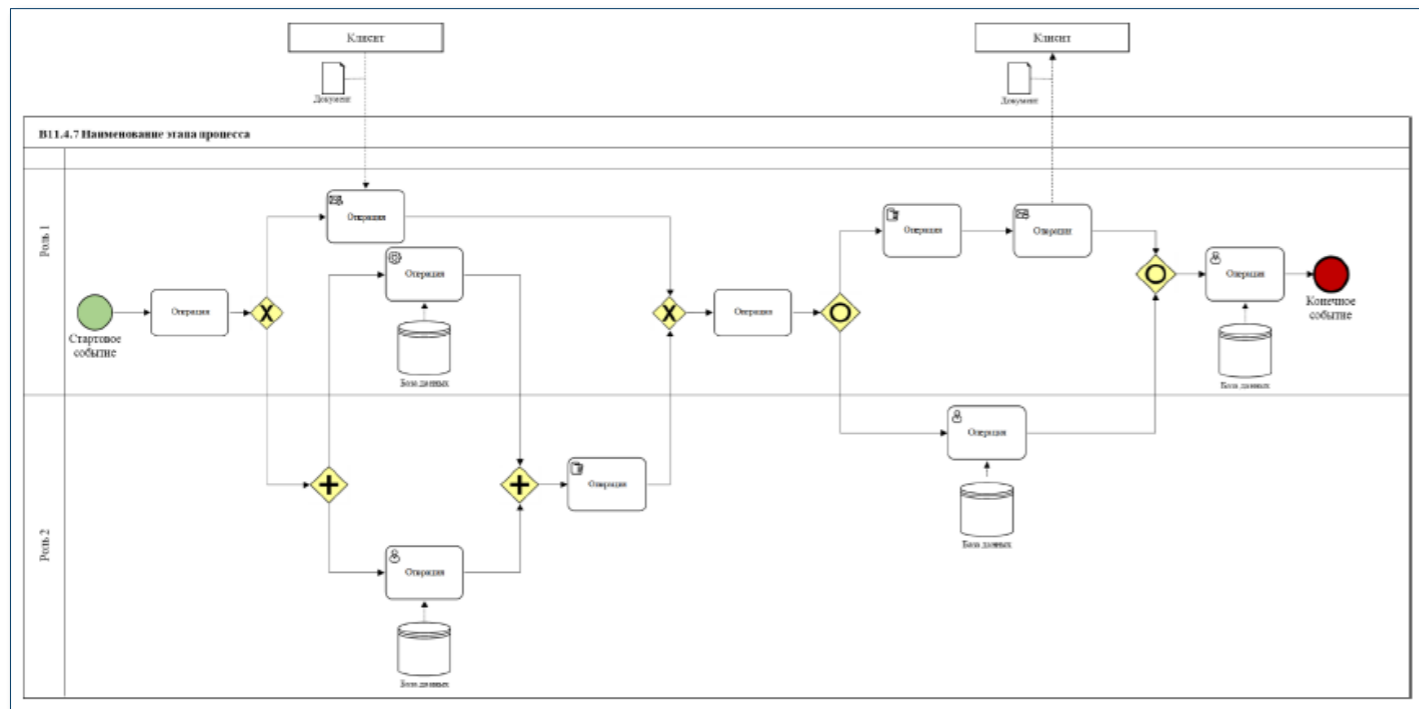 Клиент
Клиент
Документ
Документ
B11.4.7 Наименование этапа процесса
Роль 1
Операция
Операция
Операция
Операция
Операция
Операция
Операция
Операция
Стартовое
событие
Конечное
событие
База данных
База данных
Роль 2
Операция
Операция
Операция
База данных
База данных